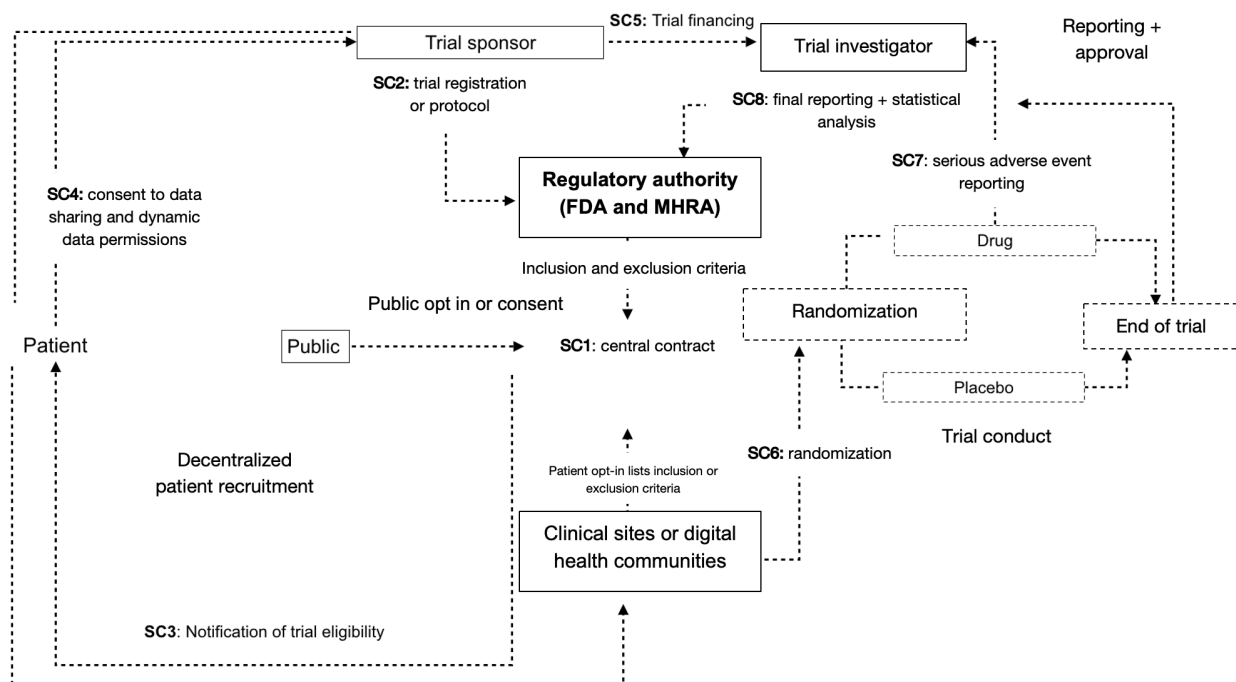 SC5: Trial financing
Trial sponsor
Trial investigator
Reporting +
approval
SC2: trial registration
or protocol
SC8: final reporting + statistical
analysis
SC7: serious adverse event
reporting
Regulatory authority
(FDA and MHRA)
SC4: consent to data
sharing and dynamic
data permissions
Drug
Inclusion and exclusion criteria
Public opt in or consent
Randomization
End of trial
Patient
Public
SC1: central contract
Placebo
Trial conduct
SC6: randomization
Decentralized
patient recruitment
Patient opt-in lists inclusion or
exclusion criteria
Clinical sites or digital
health communities
SC3: Notification of trial eligibility